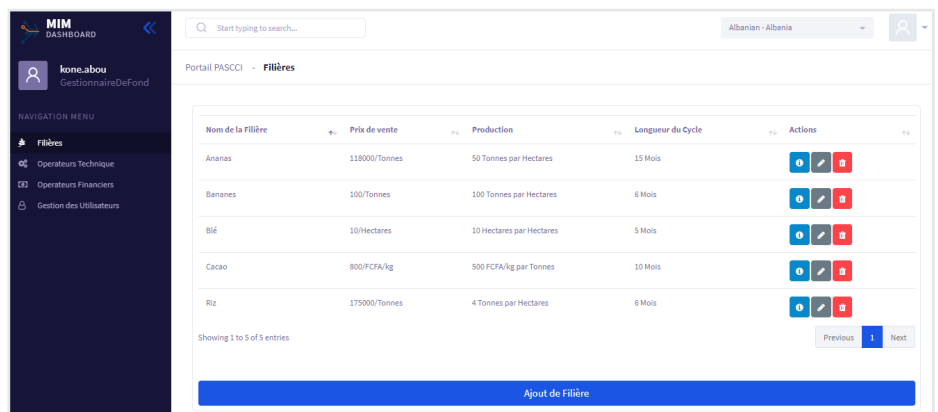 MIM
DASHBOARD
Start typing to search...
Albanian - Albania
kone.abou
GestionnaireDeFond
Portail PASCCI - Filières
NAVIGATION MENU
Filières
Operateurs Technique
Operateurs Financiers
Gestion des Utilisateurs
Nom de la Filière Prix de vente Production Longueur du Cycle Actions
Ananas 118000/Tonnes 50 Tonnes par Hectares 15 Mois
Bananes 100/Tonnes 100 Tonnes par Hectares 6 Mois
Blé 10/Hectares 10 Hectares par Hectares 5 Mois
Cacao 800/FCFA/kg 500 FCFA/kg par Tonnes 10 Mois
Riz 175000/Tonnes 4 Tonnes par Hectares 6 Mois
Showing 1 to 5 of 5 entries
Previous 1 Next
Ajout de Filière